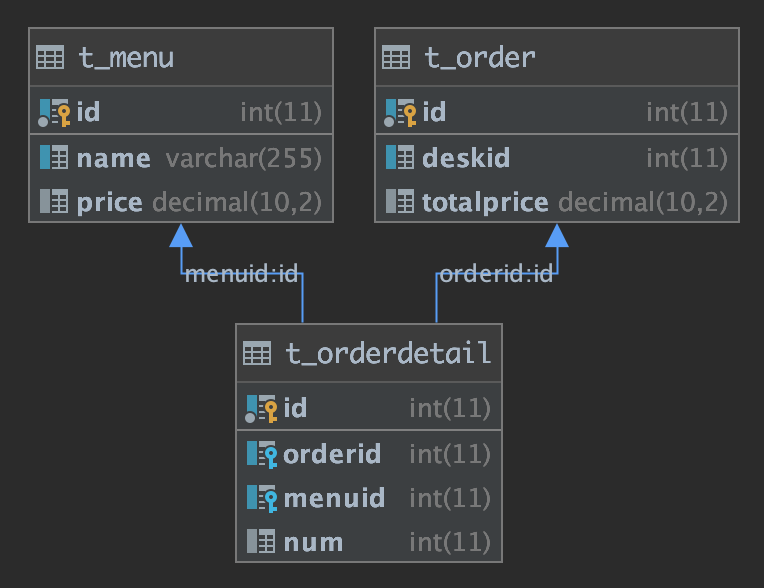 t_menu
id int(11)
name varchar(255)
price decimal(10,2)
t_order
id int(11)
deskid int(11)
totalprice decimal(10,2)
menuid:id
orderid:id
t_orderdetail
id int(11)
orderid int(11)
menuid int(11)
num int(11)